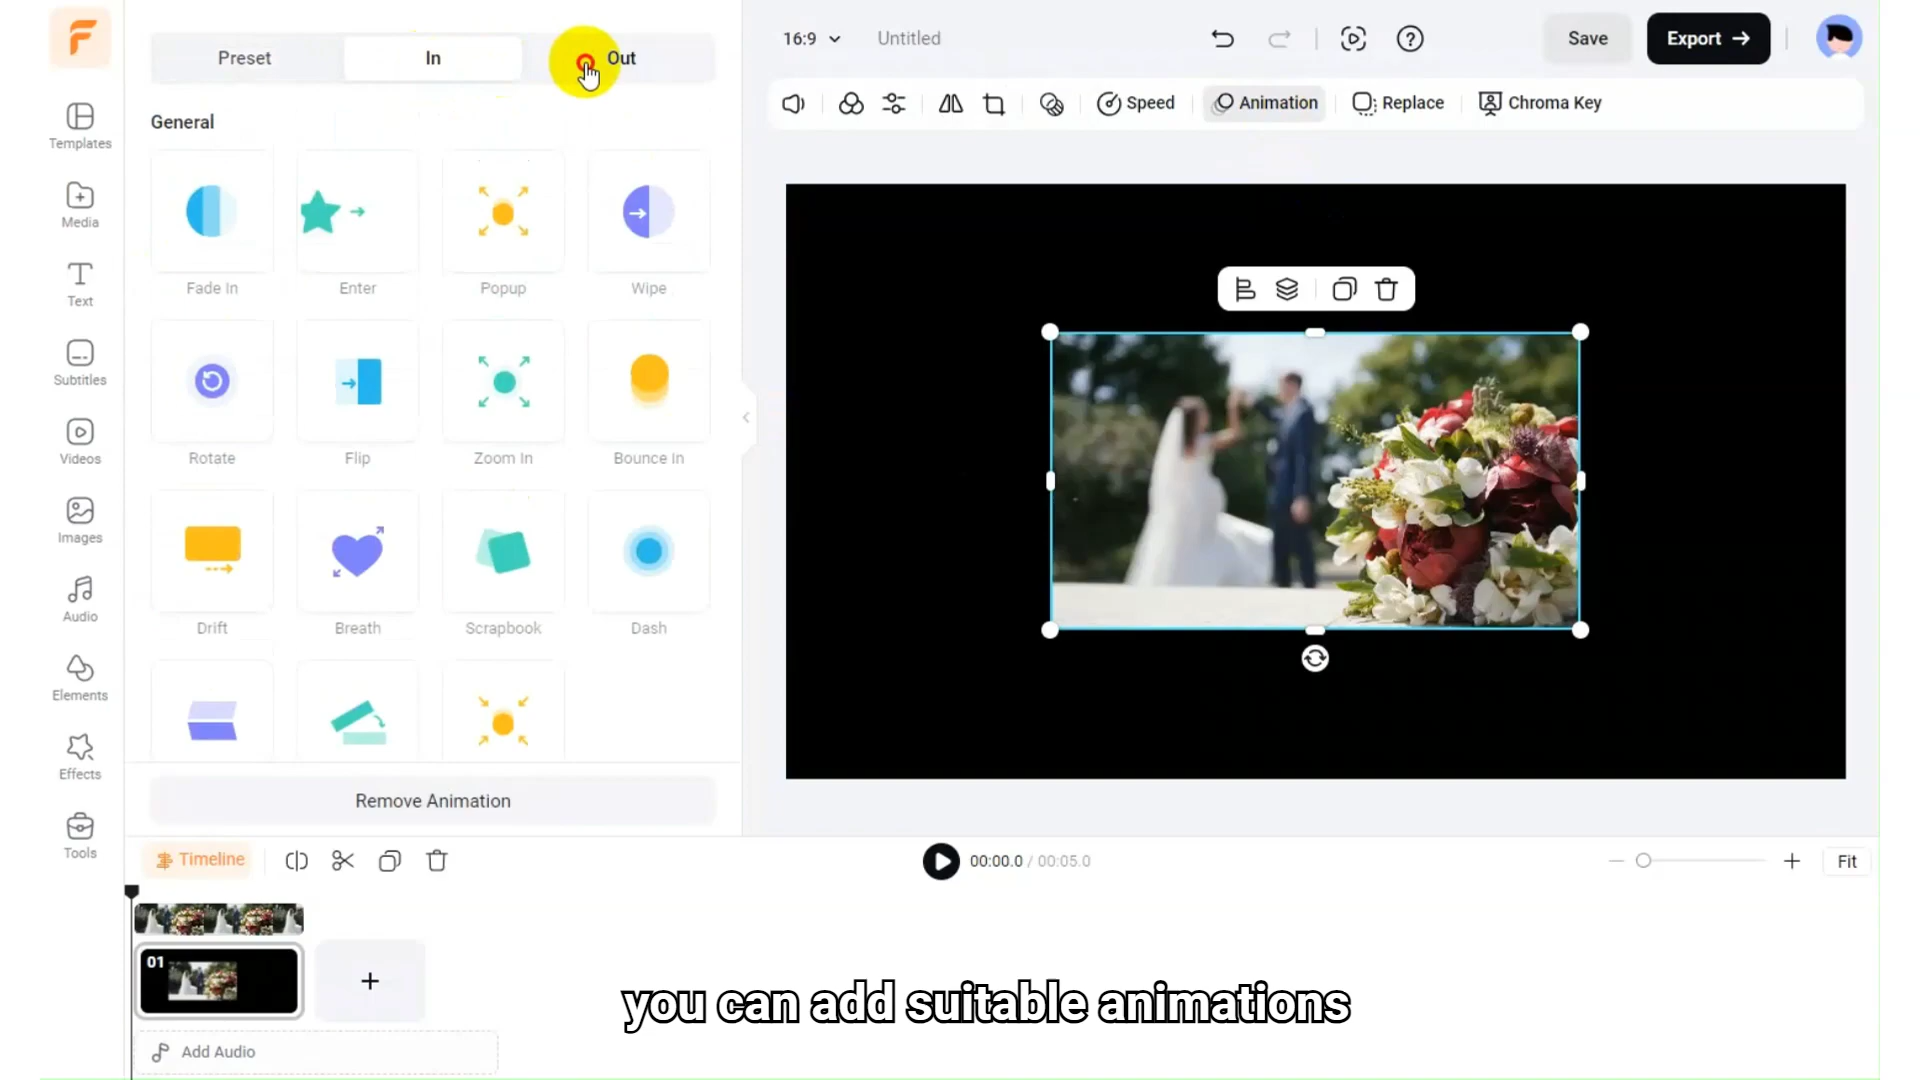 Preset
In
Out
16:9
Untitled
Save
Export
Speed
Animation
Replace
Chroma Key
Templates
Media
Text
Subtitles
Videos
Images
Audio
Elements
Effects
Tools
General
Fade In
Enter
Popup
Wipe
Rotate
Flip
Zoom In
Bounce In
Drift
Breath
Scrapbook
Dash
Remove Animation
Timeline
00:00.0 / 00:05.0
Fit
01
Add Audio
you can add suitable animations